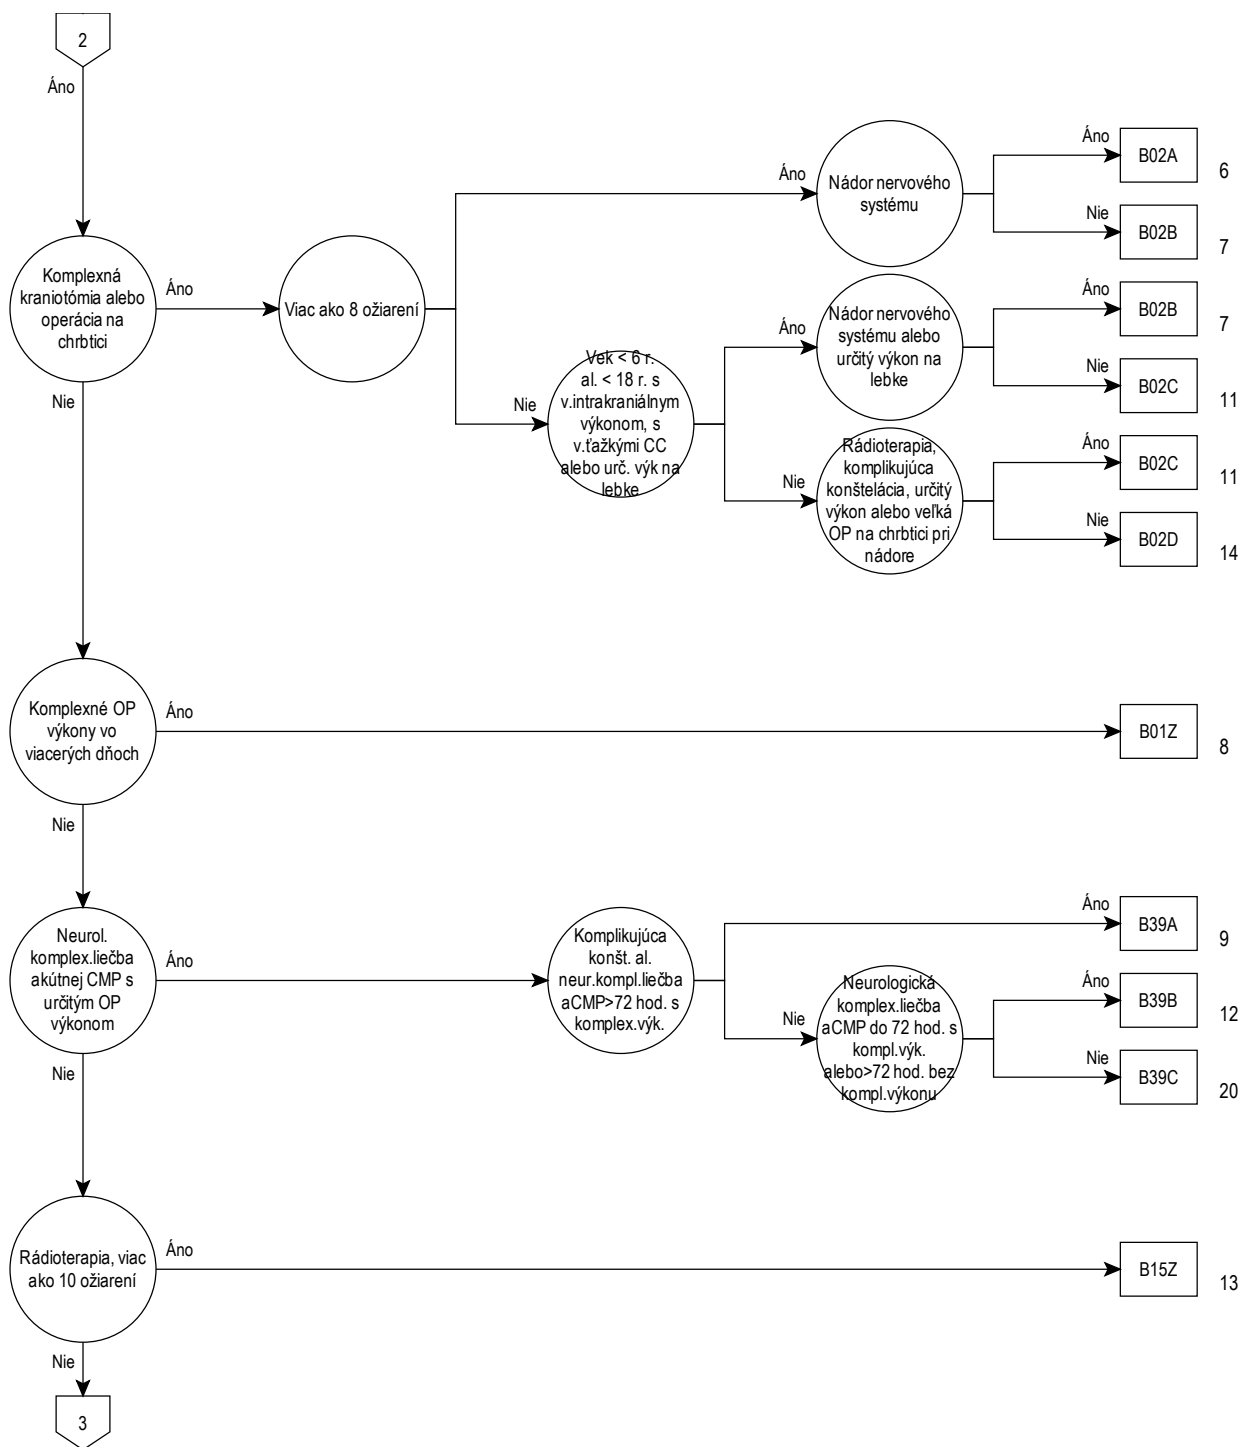 2
Áno
Komplexná
kraniotómia alebo
operácia na
chrbtici
Áno
Nie
Viac ako 8 ožiarení
Áno
Nádor nervového
systému
Áno
B02A
6
Nie
B02B
7
Nie
Vek < 6 r.
al. < 18 r. s
v.intrakraniálnym
výkonom, s
v.ťažkými CC
alebo urč. výk na
lebke
Áno
Nádor nervového
systému alebo
určitý výkon na
lebke
Áno
B02B
7
Nie
B02C
11
Nie
Rádioterapia,
komplikujúca
konštelácia, určitý
výkon alebo veľká
OP na chrbtici pri
nádore
Áno
B02C
11
Nie
B02D
14
Komplexné OP
výkony vo
viacerých dňoch
Áno
B01Z
8
Nie
Neurol.
komplex.liečba
akútnej CMP s
určitým OP
výkonom
Áno
Komplikujúca
konšt. al.
neur.kompl.liečba
aCMP>72 hod. s
komplex.výk.
Áno
B39A
9
Nie
Neurologická
komplex.liečba
aCMP do 72 hod. s
kompl.výk.
alebo>72 hod. bez
kompl.výkonu
Áno
B39B
12
Nie
B39C
20
Nie
Rádioterapia, viac
ako 10 ožiarení
Áno
B15Z
13
Nie
3